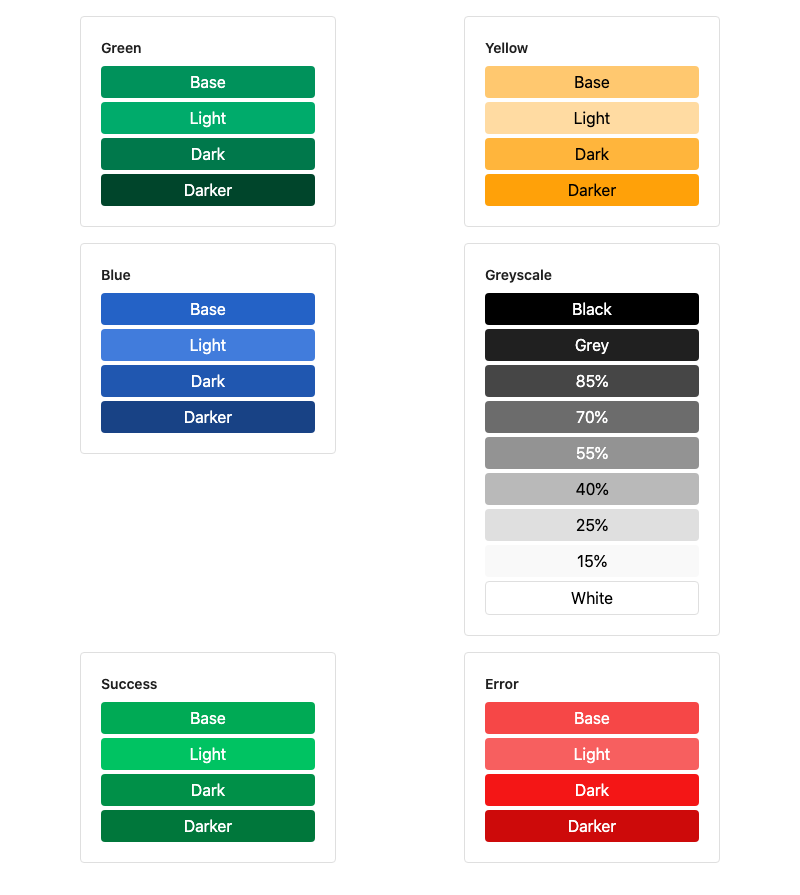 Green
Base
Light
Dark
Darker
Yellow
Base
Light
Dark
Darker
Blue
Base
Light
Dark
Darker
Greyscale
Black
Grey
85%
70%
55%
40%
25%
15%
White
Success
Base
Light
Dark
Darker
Error
Base
Light
Dark
Darker